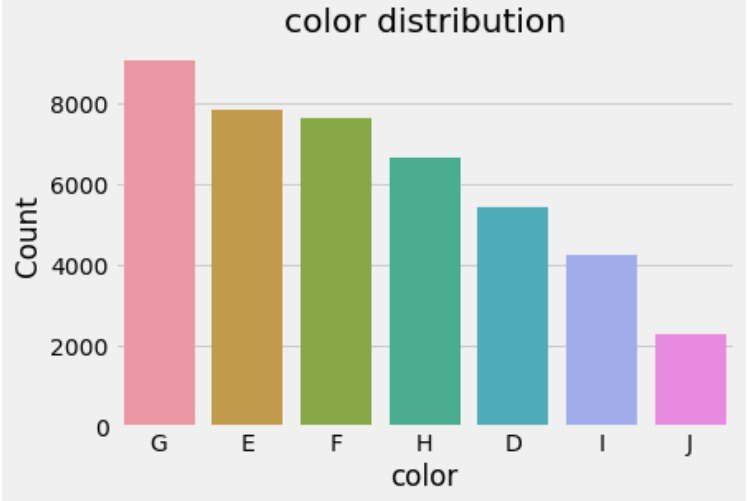 color distribution
Count
8000
6000
4000
2000
0
G E F H D I J
color